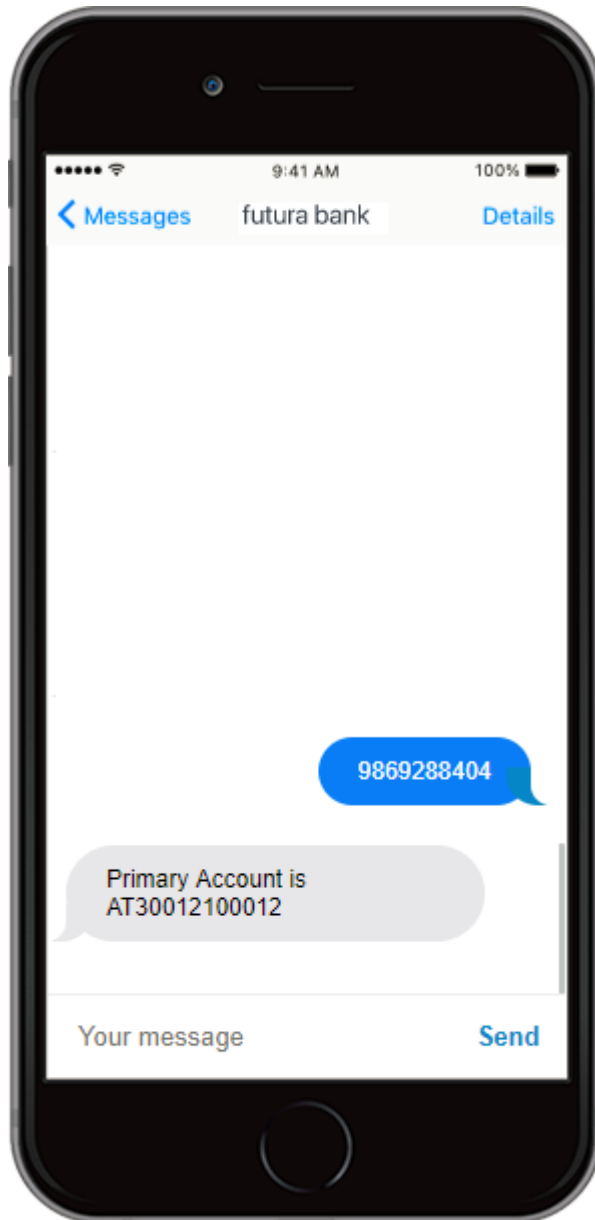 9:41 AM 100%
Messages futura bank Details
9869288404
Primary Account is
AT30012100012
Your message Send